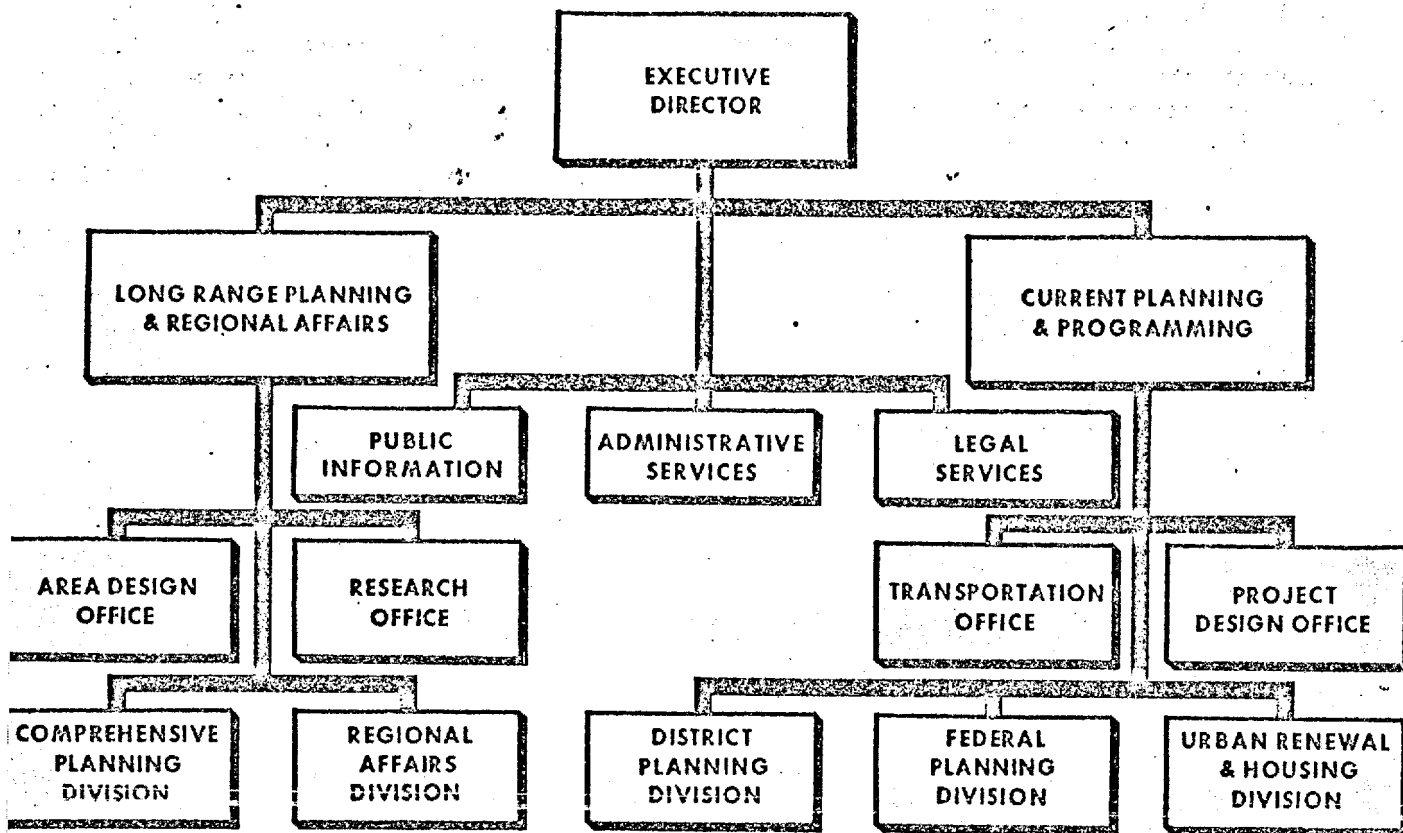 EXECUTIVE
DIRECTOR
LONG RANGE PLANNING
& REGIONAL AFFAIRS
CURRENT PLANNING
& PROGRAMMING
PUBLIC
INFORMATION
ADMINISTRATIVE
SERVICES
LEGAL
SERVICES
AREA DESIGN
OFFICE
RESEARCH
OFFICE
TRANSPORTATION
OFFICE
PROJECT
DESIGN OFFICE
COMPREHENSIVE
PLANNING
DIVISION
REGIONAL
AFFAIRS
DIVISION
DISTRICT
PLANNING
DIVISION
FEDERAL
PLANNING
DIVISION
URBAN RENEWAL
& HOUSING
DIVISION